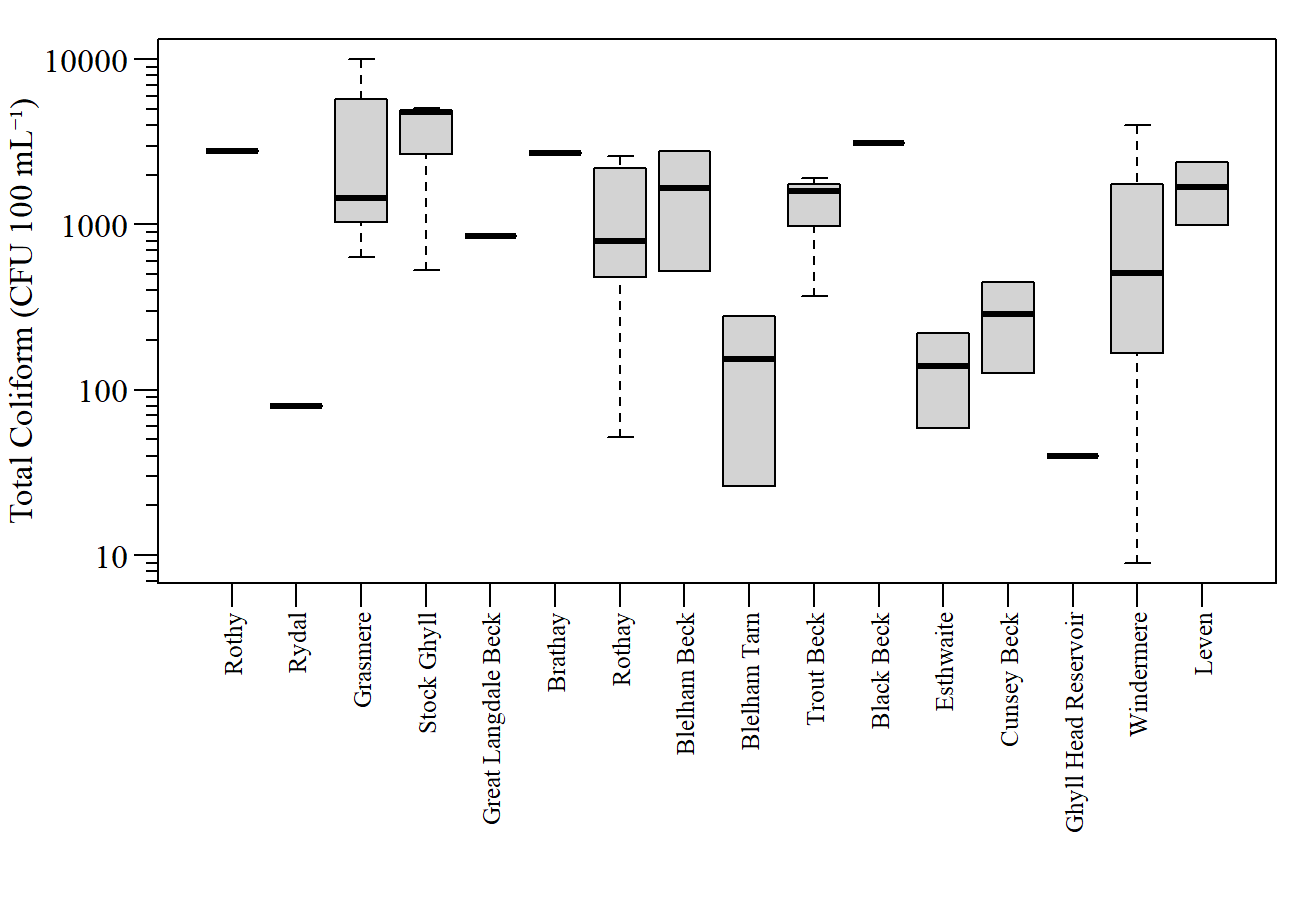 Total Coliform (CFU 100 mL⁻¹)
10000
1000
100
10
Rothy
Rydal
Grasmere
Stock Ghyll
Great Langdale Beck
Brathay
Rothay
Blelham Beck
Blelham Tarn
Trout Beck
Black Beck
Esthwaite
Cunsey Beck
Ghyll Head Reservoir
Windermere
Leven